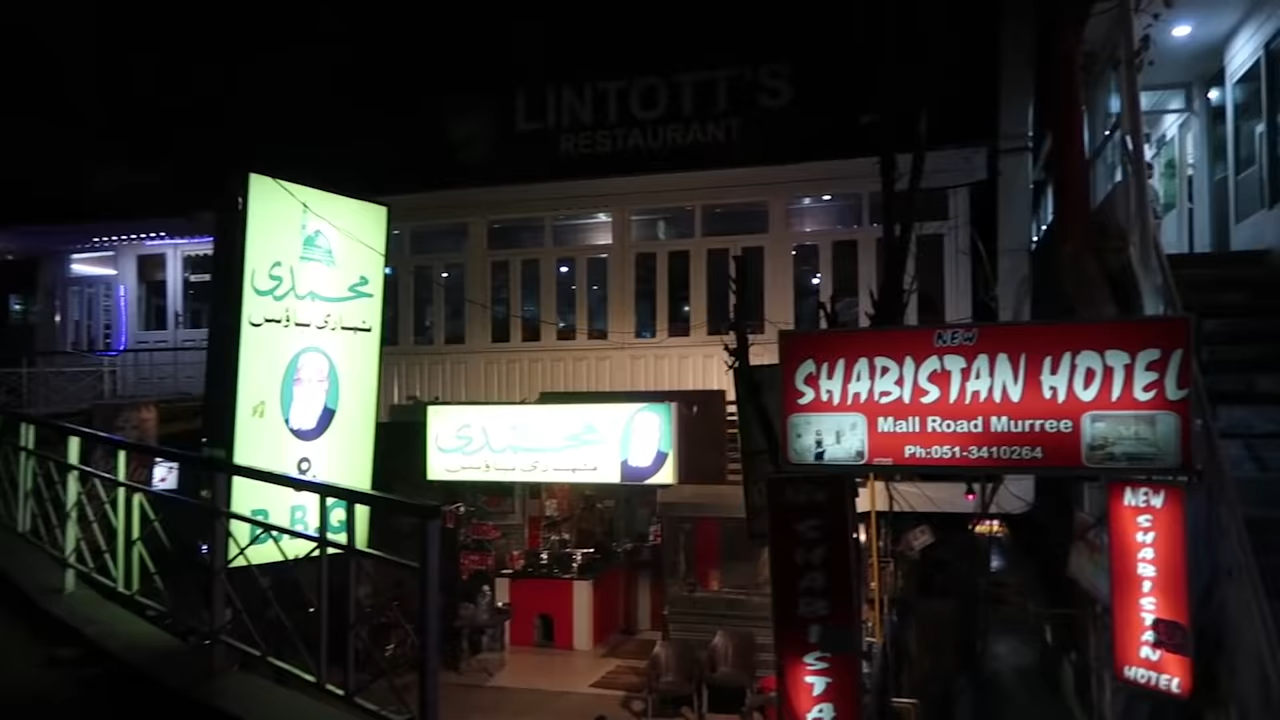 LINTOTT'S
RESTAURANT
محمدی
نہاری ہاؤس
&
B.B.Q
محمدی
نہاری ہاؤس
NEW
SHABISTAN HOTEL
Mall Road Murree
Ph:051-3410264
SHABISTA
NEW
SHABISTAN
HOTEL